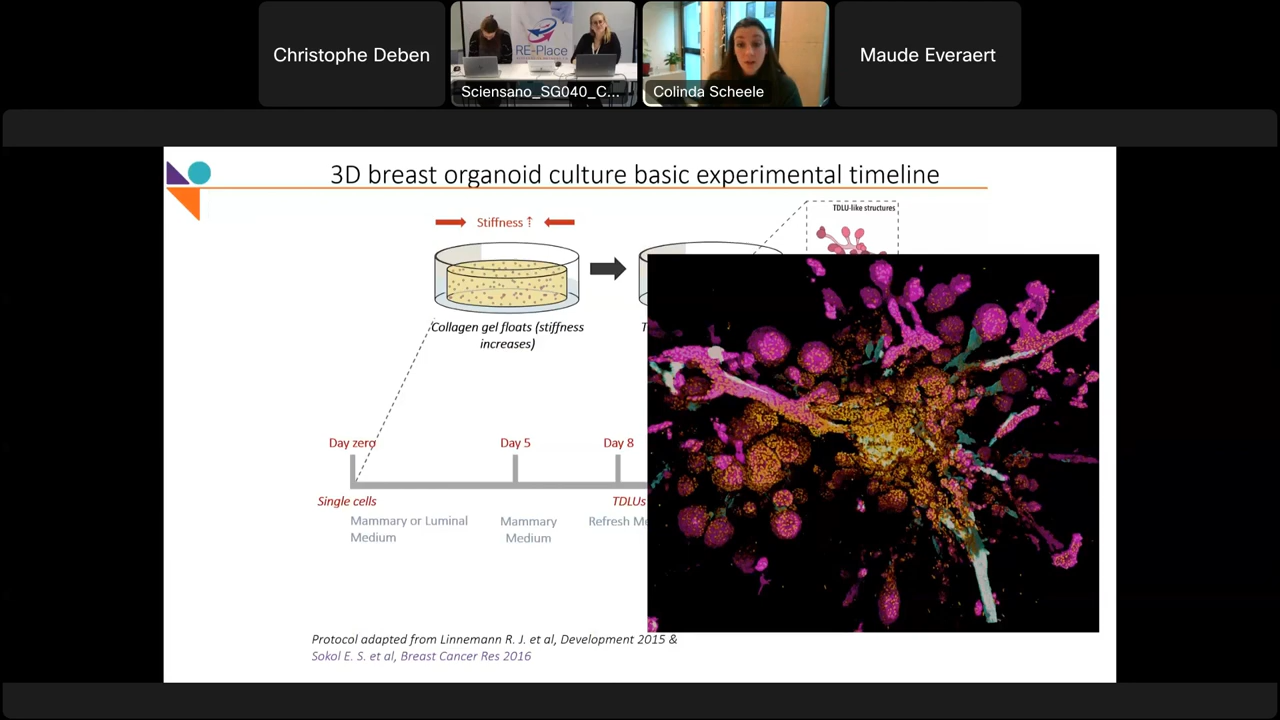 Christophe Deben
RE-Place
Sciensano_SG040_C...
Colinda Scheele
Maude Everaert
3D breast organoid culture basic experimental timeline
TDLU-like structures
Stiffness ↑
Collagen gel floats (stiffness
increases)
T
Day zero
Day 5
Day 8
Single cells
TDLUs
Mammary or Luminal
Medium
Mammary
Medium
Refresh M
Protocol adapted from Linnemann R. J. et al, Development 2015 &
Sokol E. S. et al, Breast Cancer Res 2016